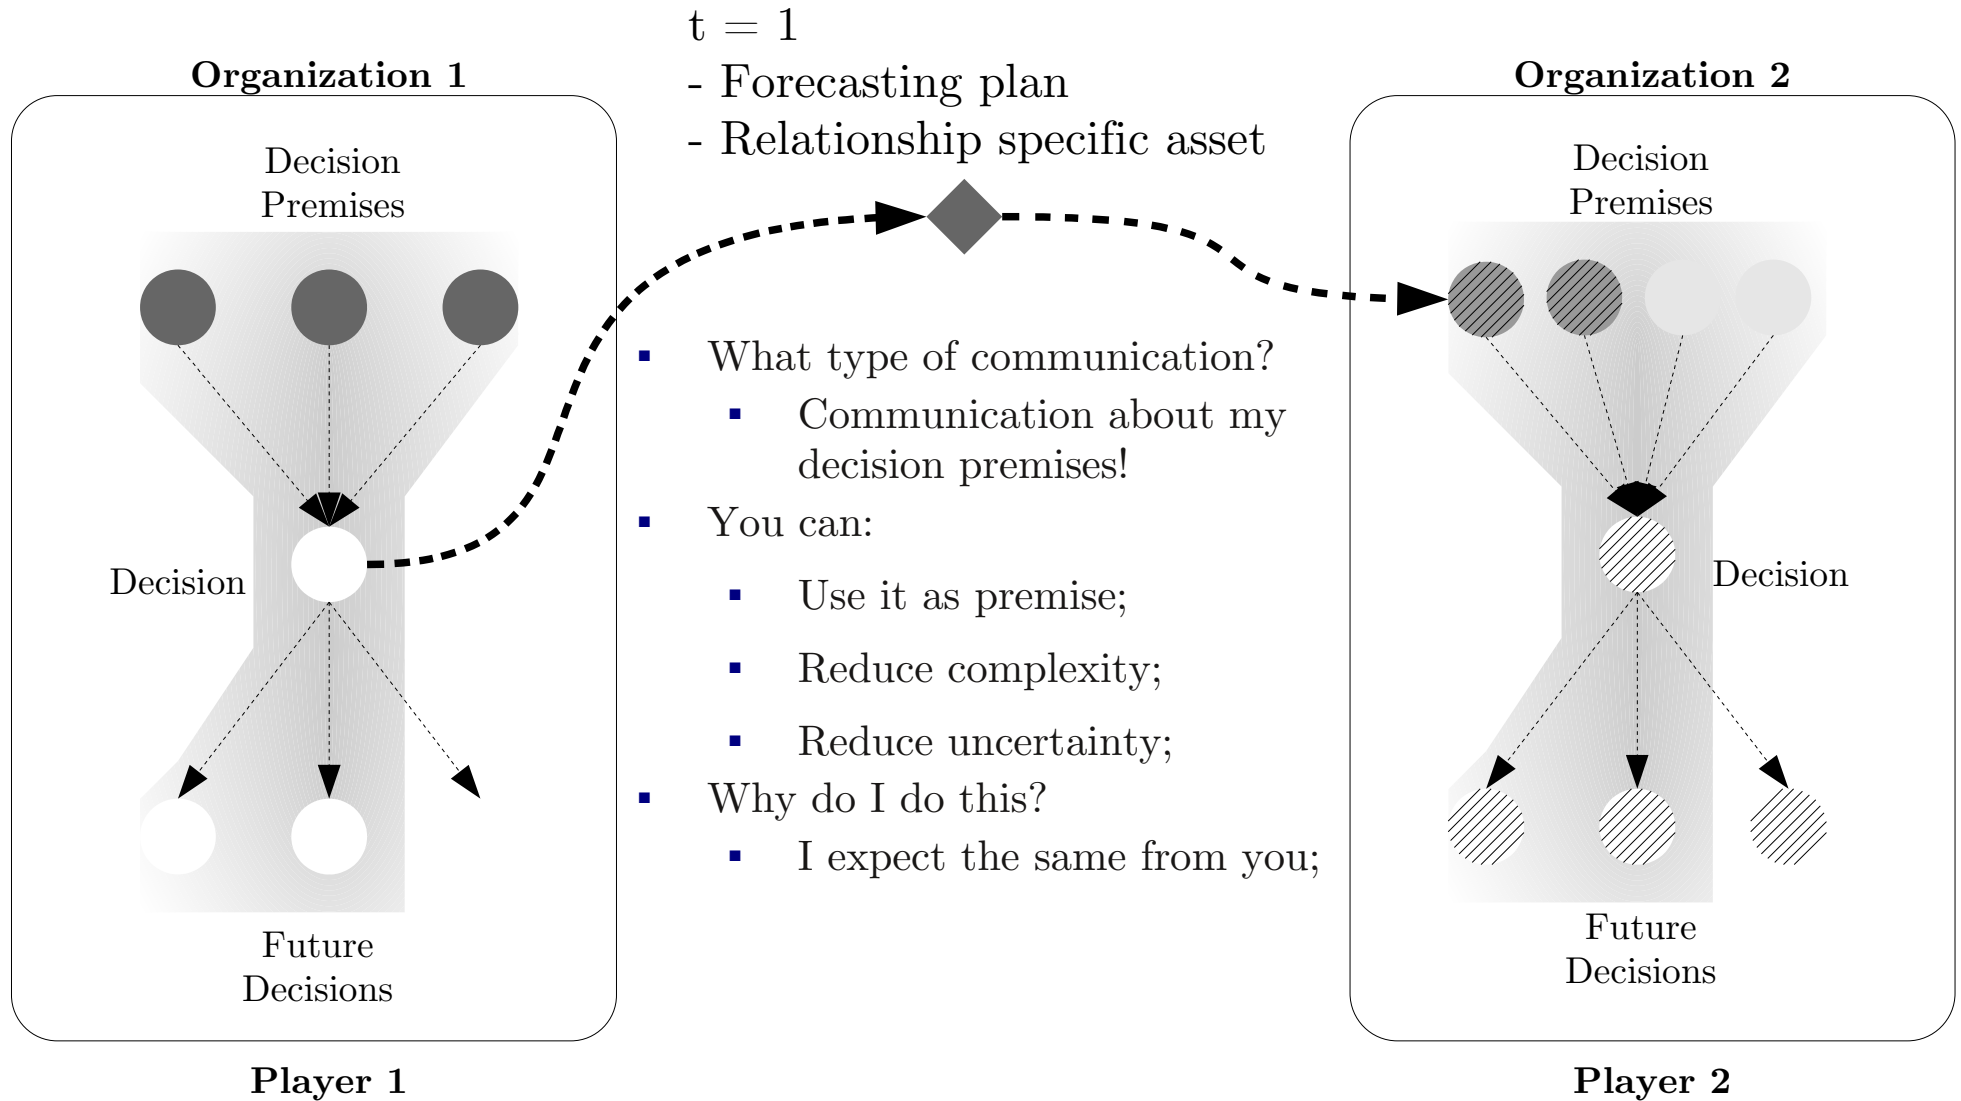 t = 1
- Forecasting plan
- Relationship specific asset
Organization 1
Decision
Premises
Decision
Future
Decisions
Player 1
What type of communication?
Communication about my
decision premises!
You can:
Use it as premise;
Reduce complexity;
Reduce uncertainty;
Why do I do this?
I expect the same from you;
Organization 2
Decision
Premises
Decision
Future
Decisions
Player 2